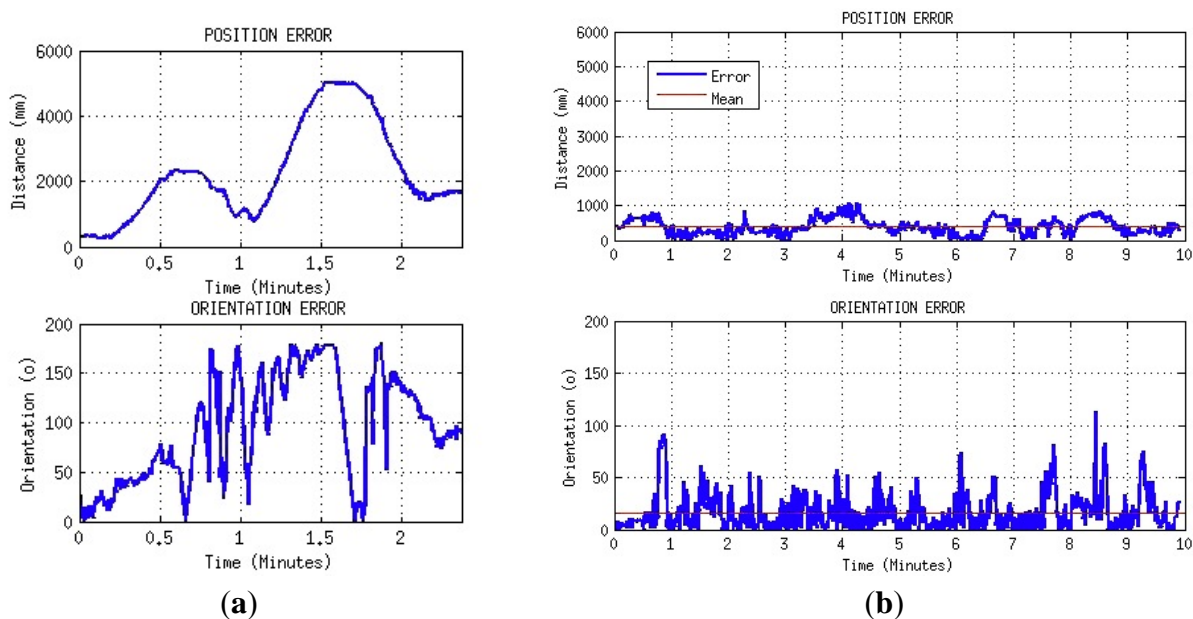 POSITION ERROR
6000
4000
2000
0
Distance (mm)
0 0.5 1 1.5 2
Time (Minutes)
ORIENTATION ERROR
200
150
100
50
0
Orientation (o)
0 0.5 1 1.5 2
Time (Minutes)
(a)
POSITION ERROR
6000
5000
4000
3000
2000
1000
0
Distance (mm)
Error
Mean
0 1 2 3 4 5 6 7 8 9 10
Time (Minutes)
ORIENTATION ERROR
200
150
100
50
0
Orientation (o)
0 1 2 3 4 5 6 7 8 9 10
Time (Minutes)
(b)